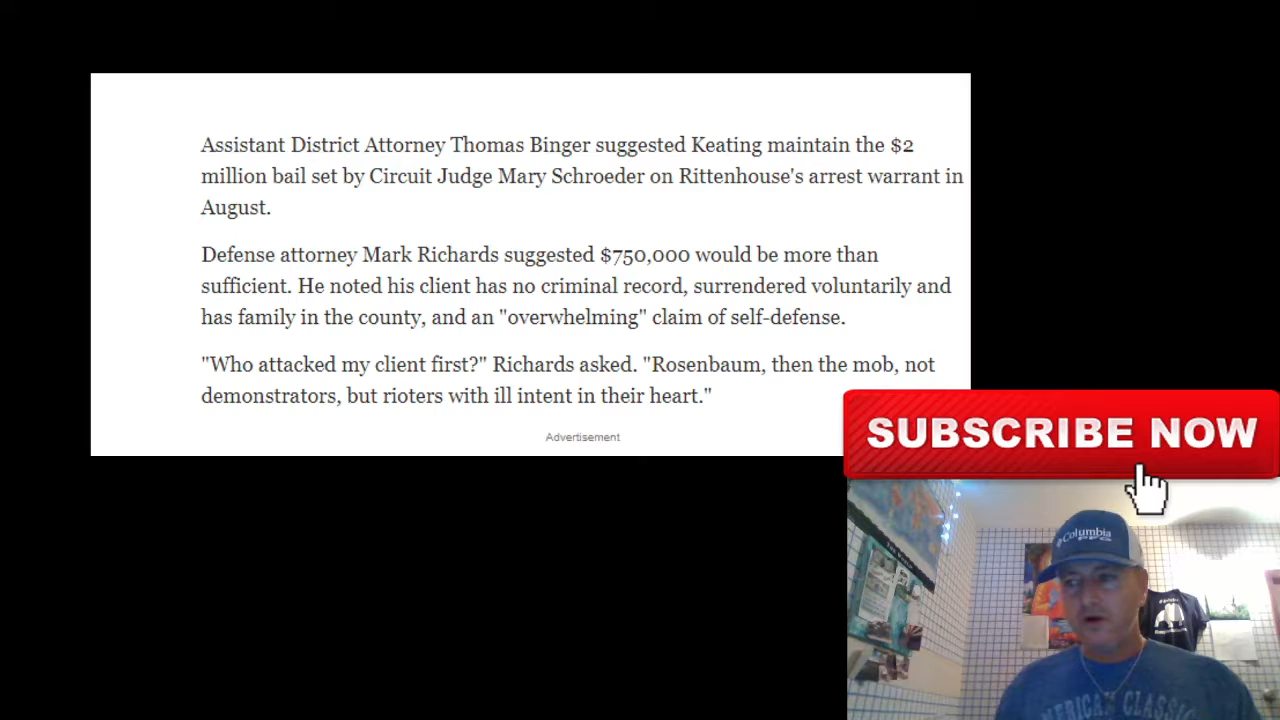 Assistant District Attorney Thomas Binger suggested Keating maintain the $2
million bail set by Circuit Judge Mary Schroeder on Rittenhouse's arrest warrant in
August.
Defense attorney Mark Richards suggested $750,000 would be more than
sufficient. He noted his client has no criminal record, surrendered voluntarily and
has family in the county, and an "overwhelming" claim of self-defense.
"Who attacked my client first?" Richards asked. "Rosenbaum, then the mob, not
demonstrators, but rioters with ill intent in their heart."
Advertisement
SUBSCRIBE NOW
Columbia
PFG
AMERICAN CLASSIC